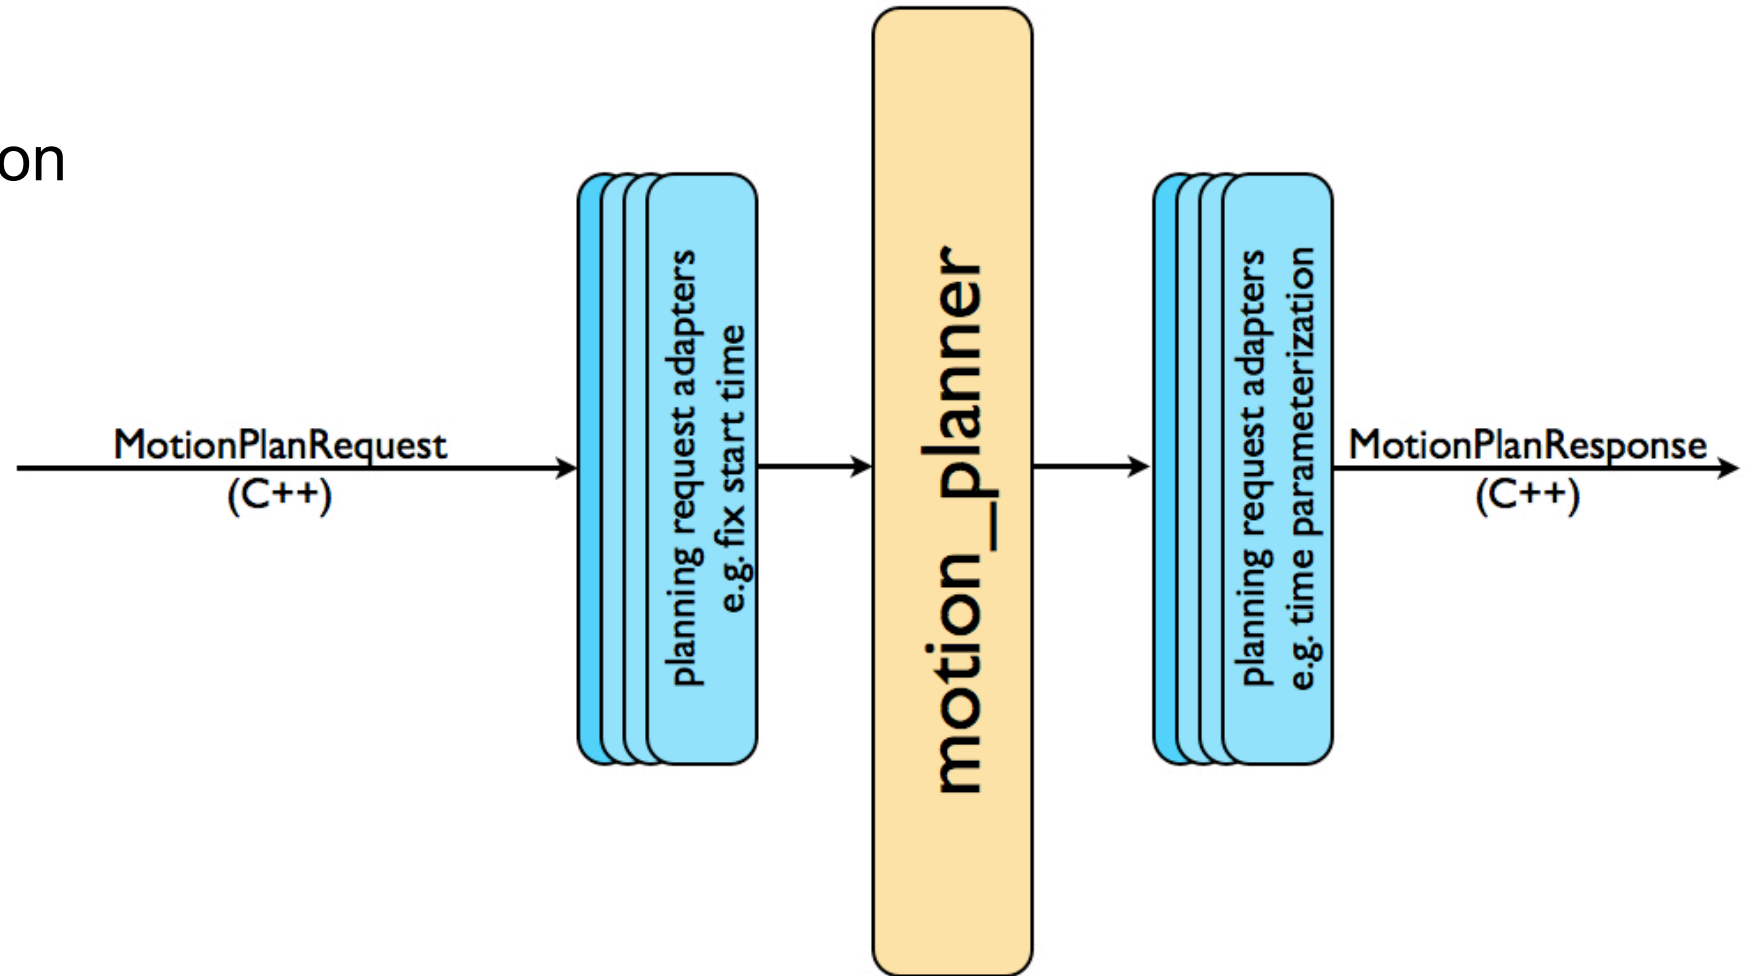 on
MotionPlanRequest
(C++)
planning request adapters
e.g. fix start time
motion_planner
planning request adapters
e.g. time parameterization
MotionPlanResponse
(C++)